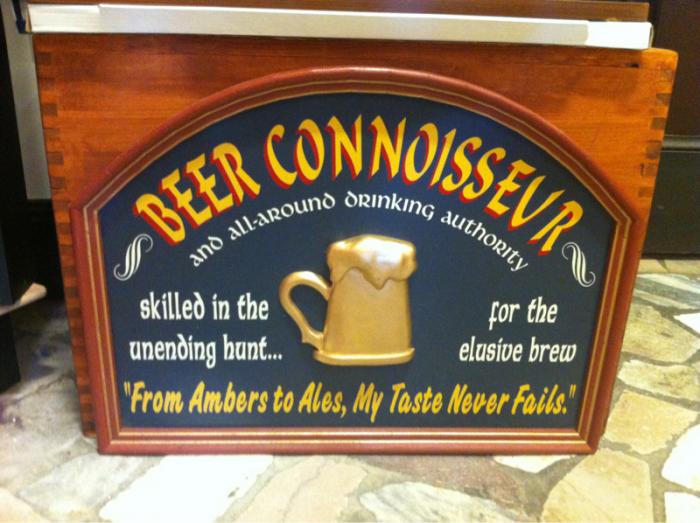 BEER CONNOISSEUR
and all-around drinking authority
skilled in the
unending hunt...
for the
elusive brew
"From Ambers to Ales, My Taste Never Fails."